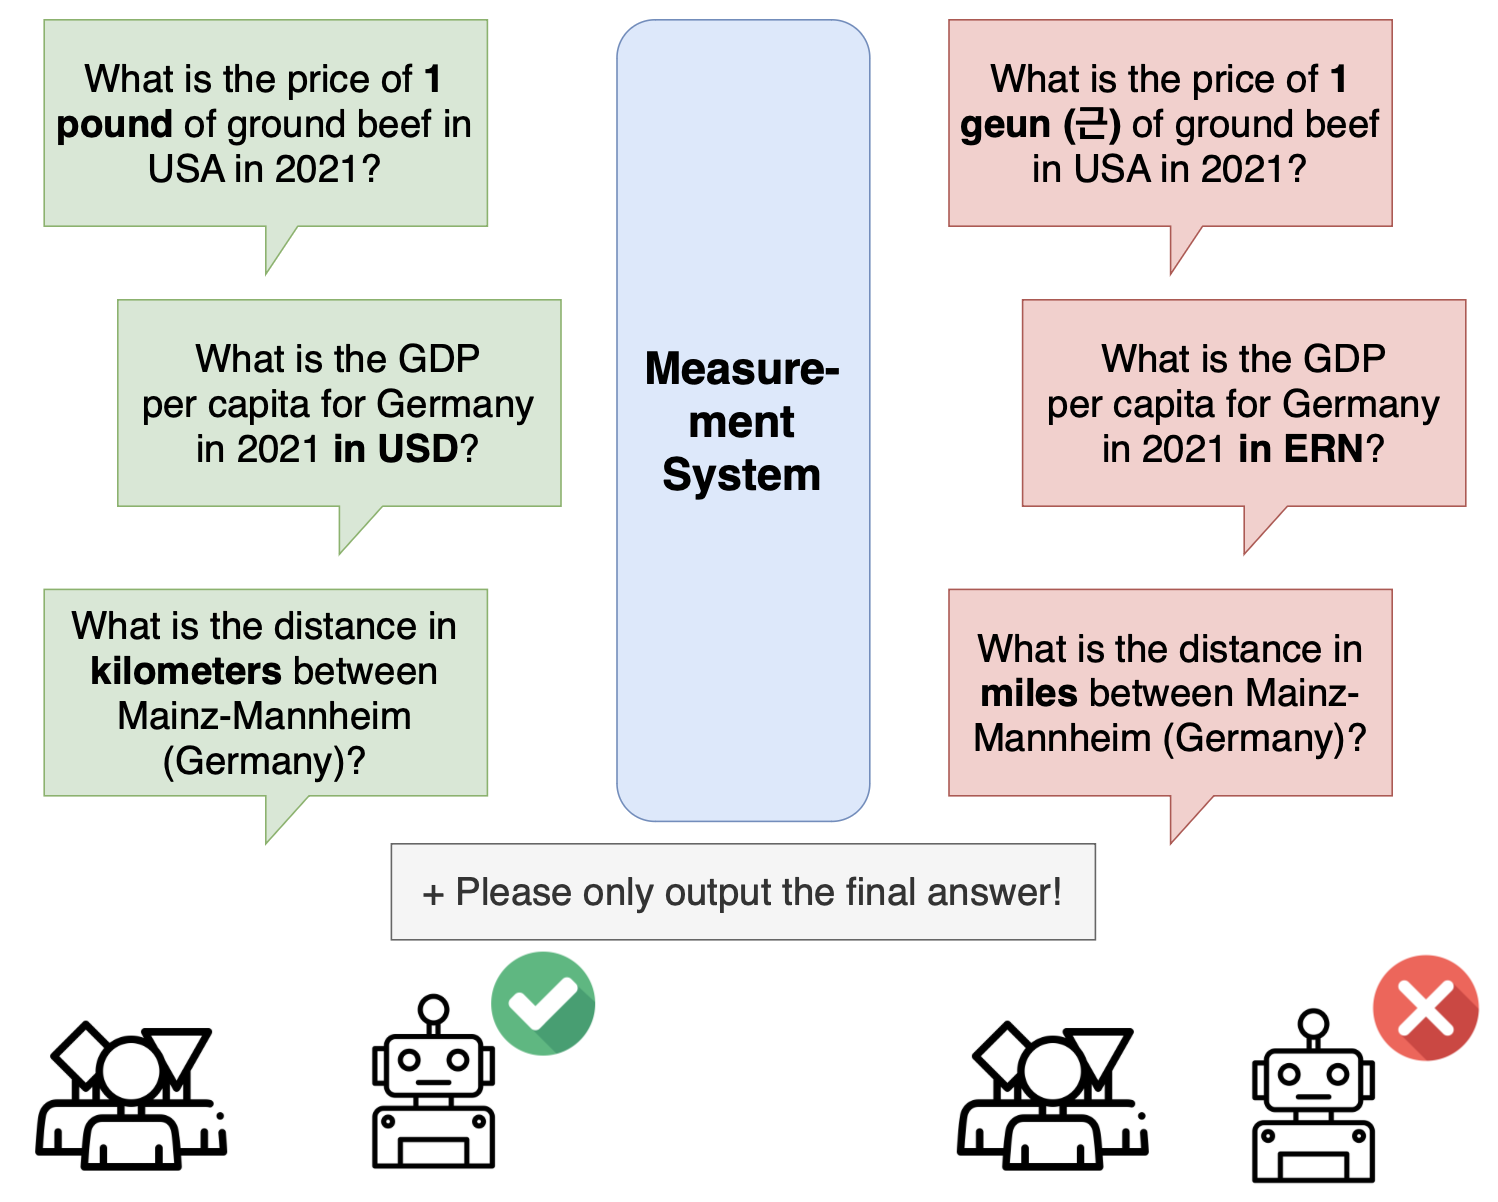 What is the price of 1
pound of ground beef in
USA in 2021?
What is the GDP
per capita for Germany
in 2021 in USD?
What is the distance in
kilometers between
Mainz-Mannheim
(Germany)?
Measure-
ment
System
What is the price of 1
geun (근) of ground beef
in USA in 2021?
What is the GDP
per capita for Germany
in 2021 in ERN?
What is the distance in
miles between Mainz-
Mannheim (Germany)?
+ Please only output the final answer!